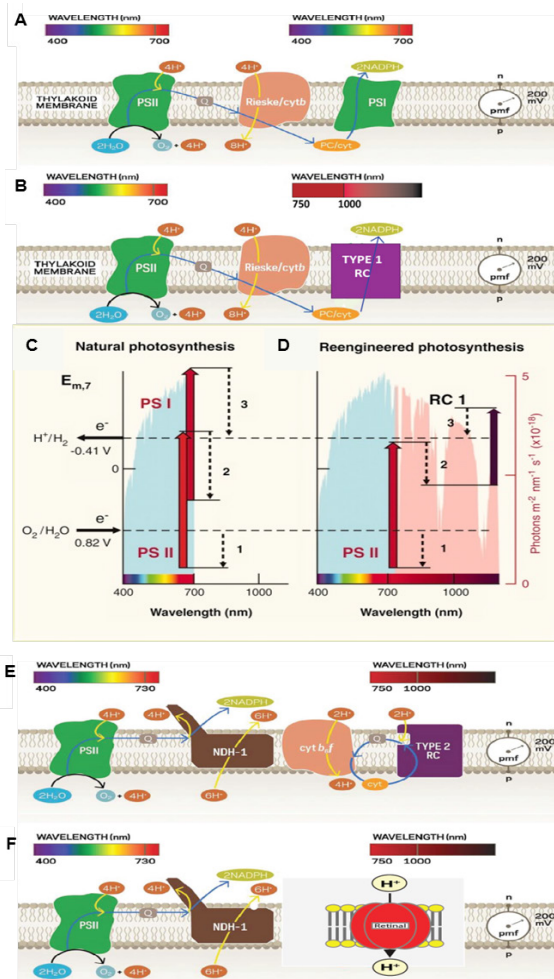 A
WAVELENGTH (nm)
400 700
WAVELENGTH (nm)
400 700
4H⁺ 4H⁺ 2NADPH
THYLAKOID MEMBRANE
PSII Q Rieske/cytb PSI
n
200 mV
pmf
p
2H₂O O₂ + 4H⁺ 8H⁺ PC/cyt
B
WAVELENGTH (nm)
400 700
WAVELENGTH (nm)
750 1000
4H⁺ 4H⁺ 2NADPH
THYLAKOID MEMBRANE
PSII Q Rieske/cytb TYPE 1 RC
n
200 mV
pmf
p
2H₂O O₂ + 4H⁺ 8H⁺ PC/cyt
C Natural photosynthesis
Em,7
PS I
3
e-
H⁺/H₂
-0.41 V
0
2
e-
O₂/H₂O
0.82 V
PS II
1
400 700 1000
Wavelength (nm)
D Reengineered photosynthesis
RC 1
3
2
PS II
1
400 700 1000
Wavelength (nm)
5
0
Photons m⁻² nm⁻¹ s⁻¹ (x10⁻¹⁸)
E
WAVELENGTH (nm)
400 730
WAVELENGTH (nm)
750 1000
4H⁺ 4H⁺ 2NADPH 6H⁺ 2H⁺ 2H⁺
PSII Q NDH-1 cyt b₆f Q TYPE 2 RC
n
200 mV
pmf
p
2H₂O O₂ + 4H⁺ 6H⁺ 4H⁺ cyt
F
WAVELENGTH (nm)
400 730
WAVELENGTH (nm)
750 1000
4H⁺ 4H⁺ 2NADPH 6H⁺ H⁺
PSII Q NDH-1 Retinal
n
200 mV
pmf
p
2H₂O O₂ + 4H⁺ 6H⁺ H⁺